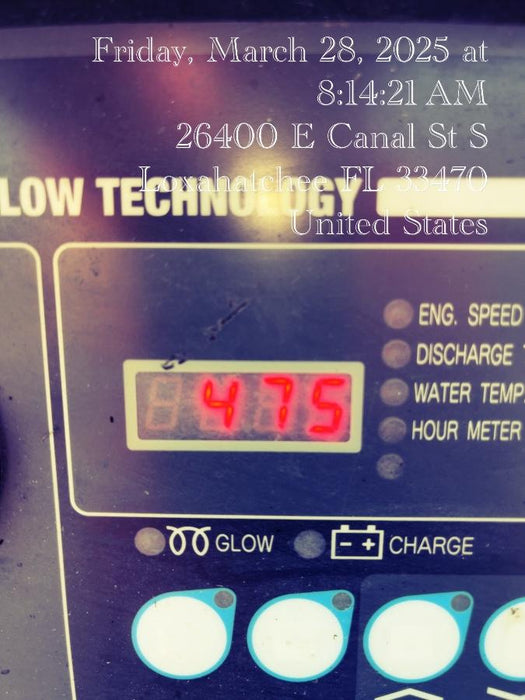 Friday, March 28, 2025 at
8:14:21 AM
26400 E Canal St S
Loxahatchee FL 33470
United States
LOW TECHNOLOGY
ENG. SPEED
DISCHARGE
475
WATER TEMP.
HOUR METER
GLOW
CHARGE